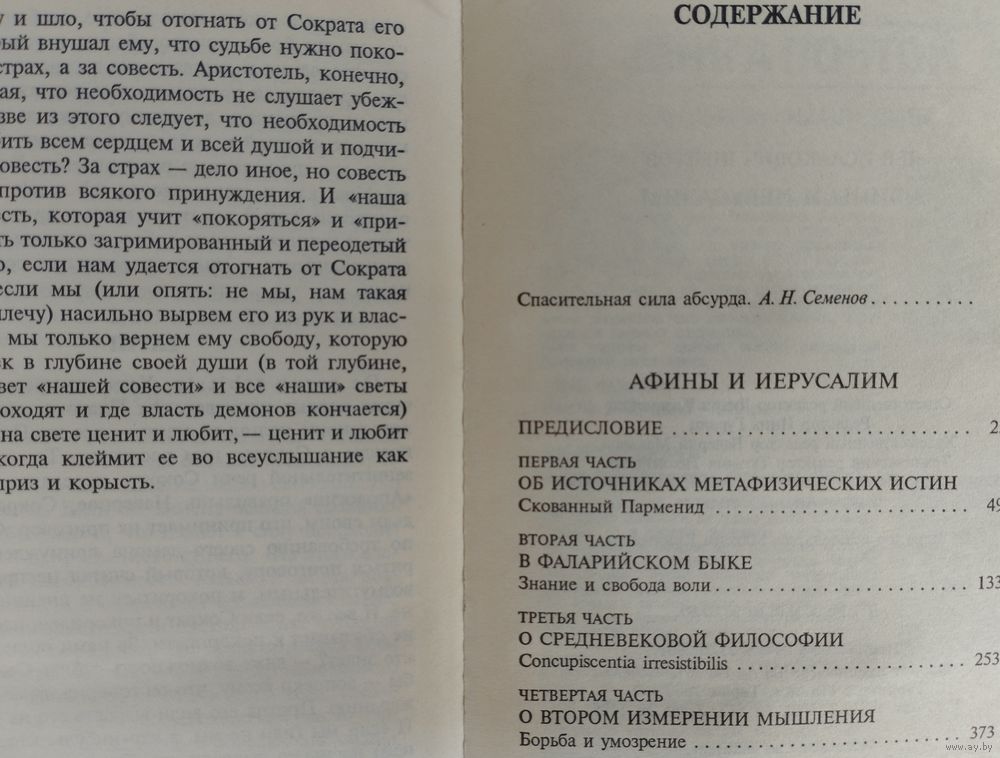 у и шло, чтобы отогнать от Сократа его
ый внушал ему, что судьбе нужно поко-
страх, а за совесть. Аристотель, конечно,
ая, что необходимость не слушает убеж-
зве из этого следует, что необходимость
ить всем сердцем и всей душой и подчи-
овесть? За страх — дело иное, но совесть
против всякого принуждения. И «наша
сть, которая учит «покоряться» и «при-
ть только загримированный и переодетый
о, если нам удается отогнать от Сократа
если мы (или опять: не мы, нам такая
плечу) насильно вырвем его из рук и влас-
мы только вернем ему свободу, которую
к в глубине своей души (в той глубине,
вет «нашей совести» и все «наши» светы
оходят и где власть демонов кончается)
на свете ценит и любит, — ценит и любит
когда клеймит ее во всеуслышание как
приз и корысть.
СОДЕРЖАНИЕ
Спасительная сила абсурда. А. Н. Семенов . . . . . . . . . .
АФИНЫ И ИЕРУСАЛИМ
ПРЕДИСЛОВИЕ . . . . . . . . . . . . . . . . . . . . . . . . 2
ПЕРВАЯ ЧАСТЬ
ОБ ИСТОЧНИКАХ МЕТАФИЗИЧЕСКИХ ИСТИН
Скованный Парменид . . . . . . . . . . . . . . . . . . . . 49
ВТОРАЯ ЧАСТЬ
В ФАЛАРИЙСКОМ БЫКЕ
Знание и свобода воли . . . . . . . . . . . . . . . . . . . 133
ТРЕТЬЯ ЧАСТЬ
О СРЕДНЕВЕКОВОЙ ФИЛОСОФИИ
Concupiscentia irresistibilis . . . . . . . . . . . . . . . . . 253
ЧЕТВЕРТАЯ ЧАСТЬ
О ВТОРОМ ИЗМЕРЕНИИ МЫШЛЕНИЯ
Борьба и умозрение . . . . . . . . . . . . . . . . . . . . . 373
www.ay.by